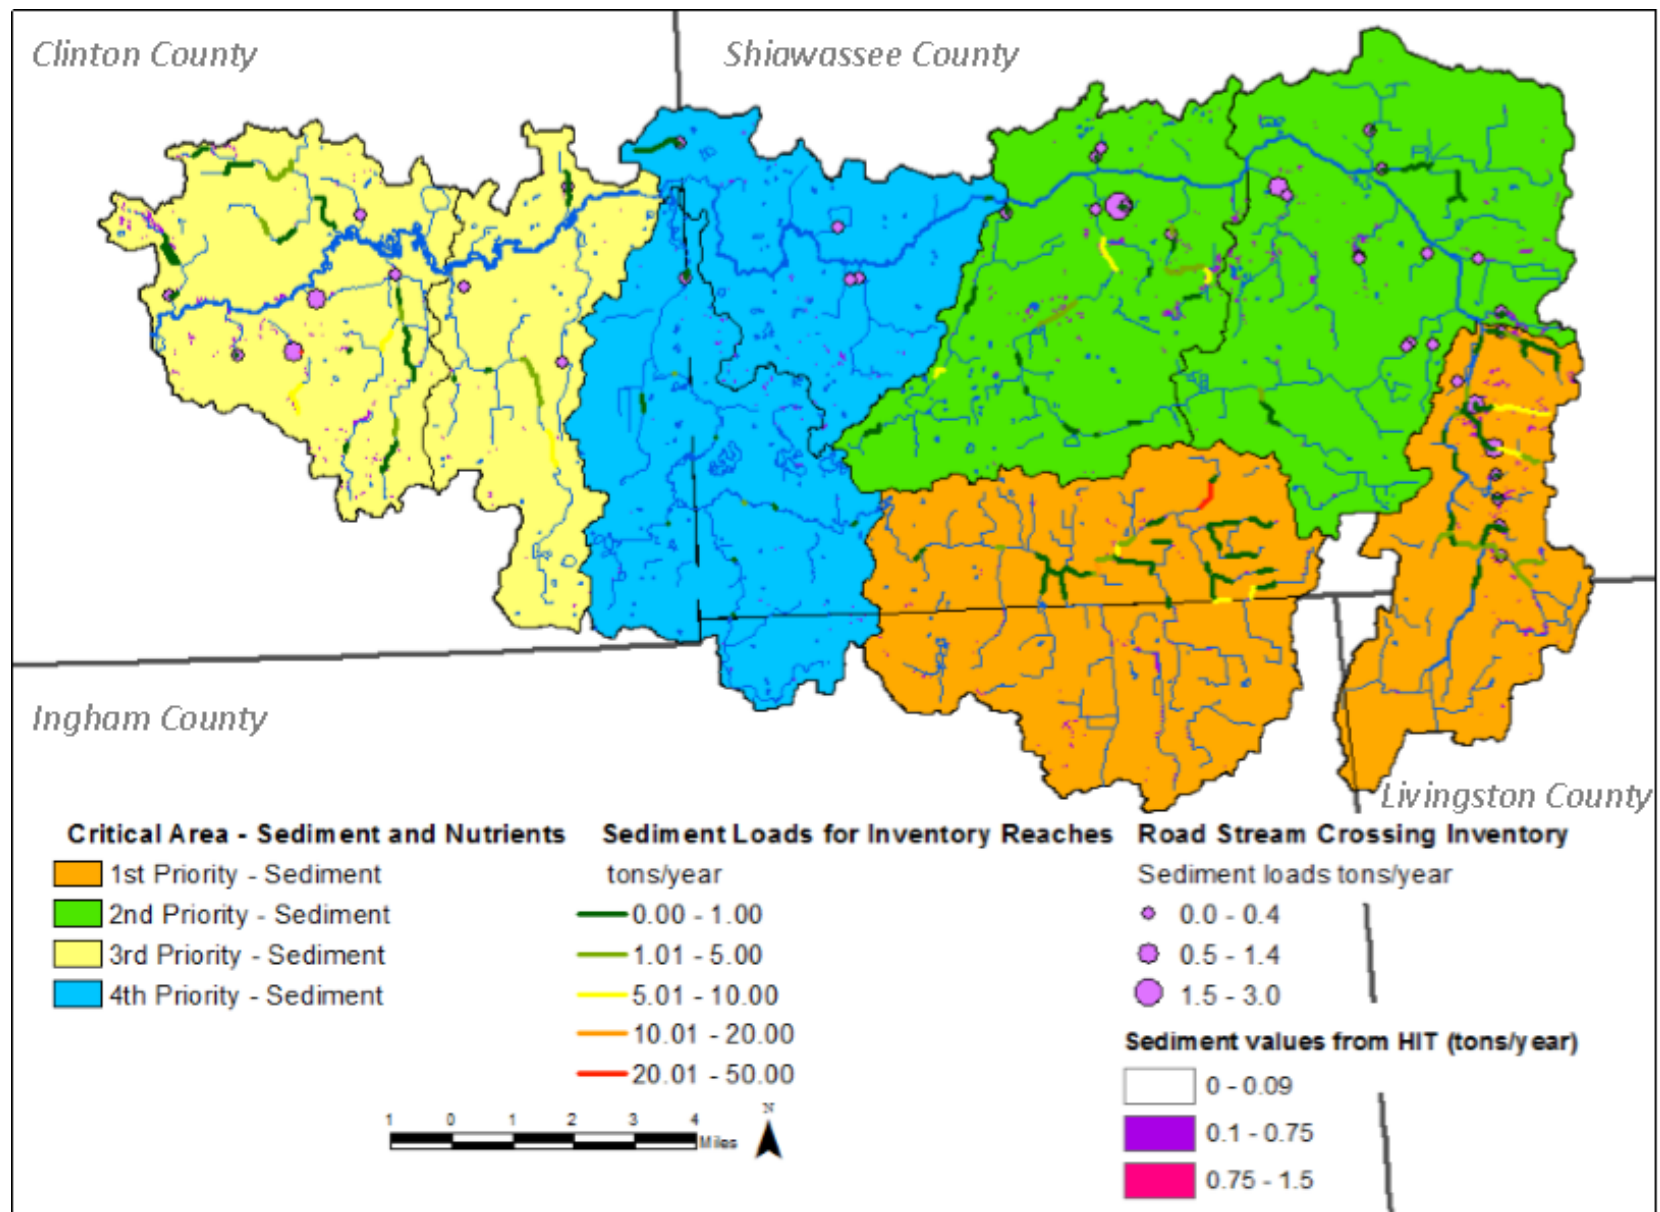 Clinton County
Shiawassee County
Ingham County
Livingston County
Critical Area - Sediment and Nutrients
1st Priority - Sediment
2nd Priority - Sediment
3rd Priority - Sediment
4th Priority - Sediment
Sediment Loads for Inventory Reaches
tons/year
0.00 - 1.00
1.01 - 5.00
5.01 - 10.00
10.01 - 20.00
20.01 - 50.00
Road Stream Crossing Inventory
Sediment loads tons/year
0.0 - 0.4
0.5 - 1.4
1.5 - 3.0
Sediment values from HIT (tons/year)
0 - 0.09
0.1 - 0.75
0.75 - 1.5
1 0 1 2 3 4
Miles
N